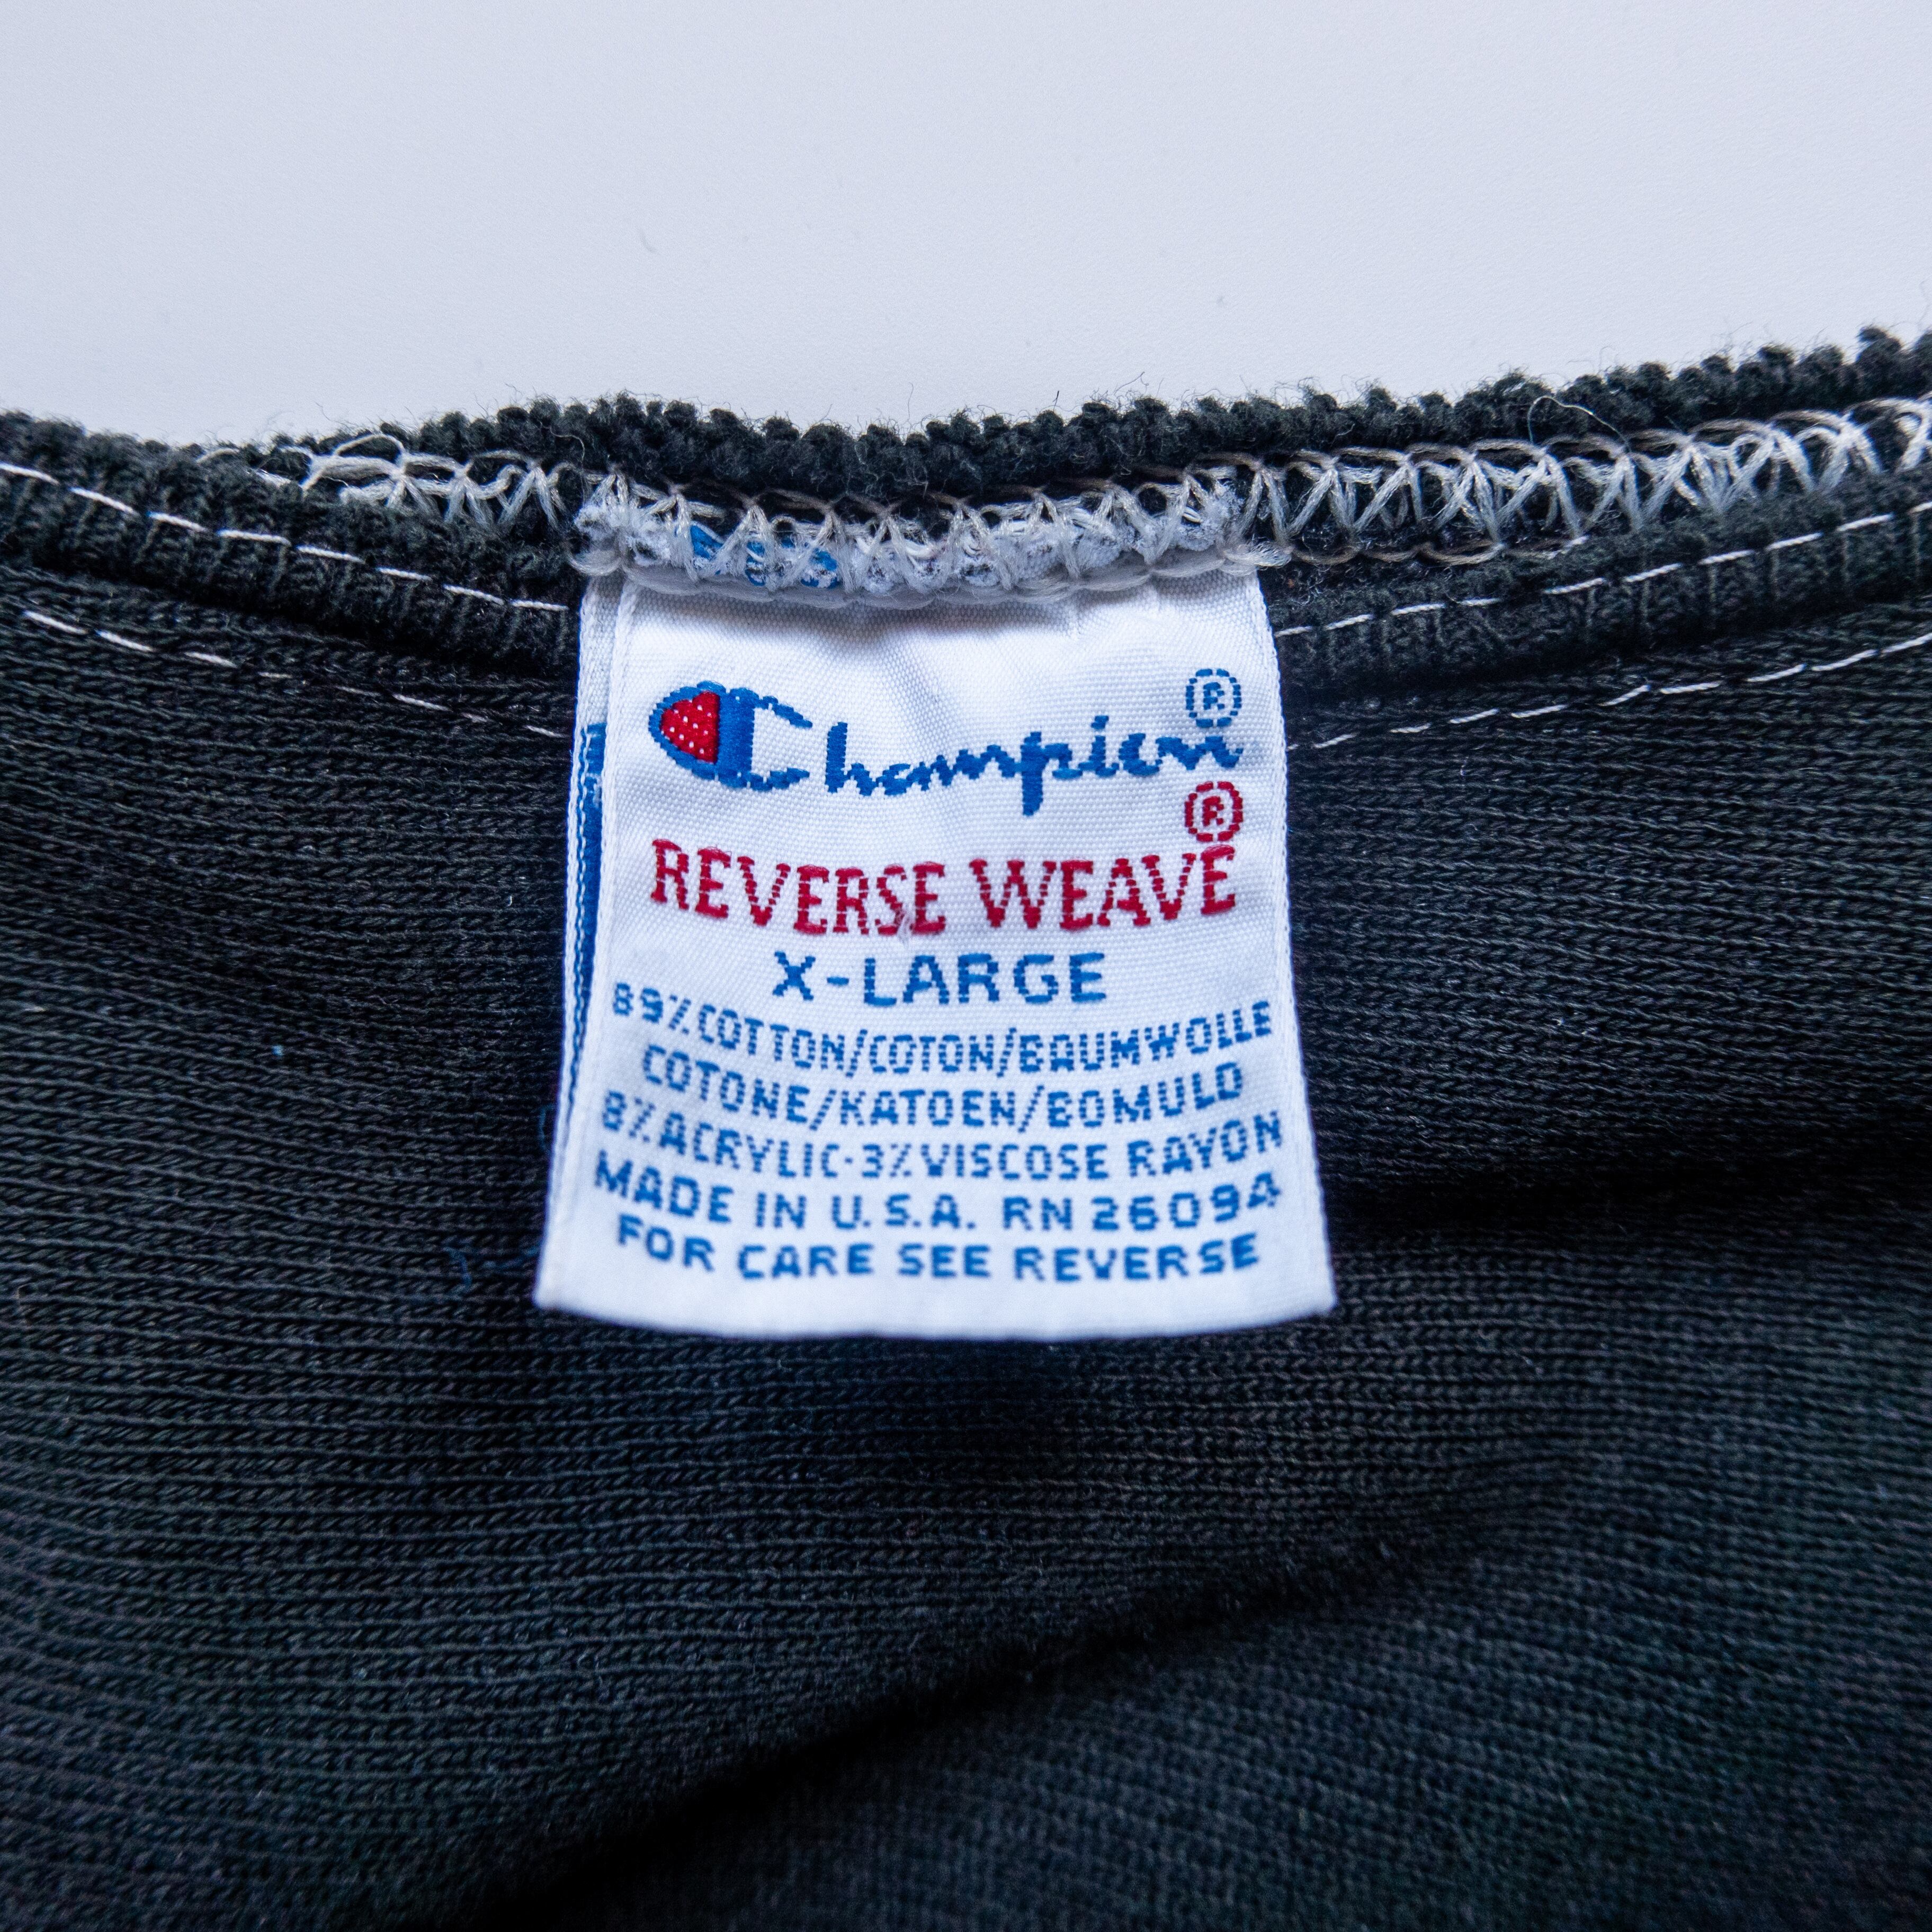 Champion®
REVERSE WEAVE®
X-LARGE
89% COTTON/COTON/BAUMWOLLE
COTONE/KATOEN/BOMULD
8% ACRYLIC·3% VISCOSE RAYON
MADE IN U.S.A. RN 26094
FOR CARE SEE REVERSE